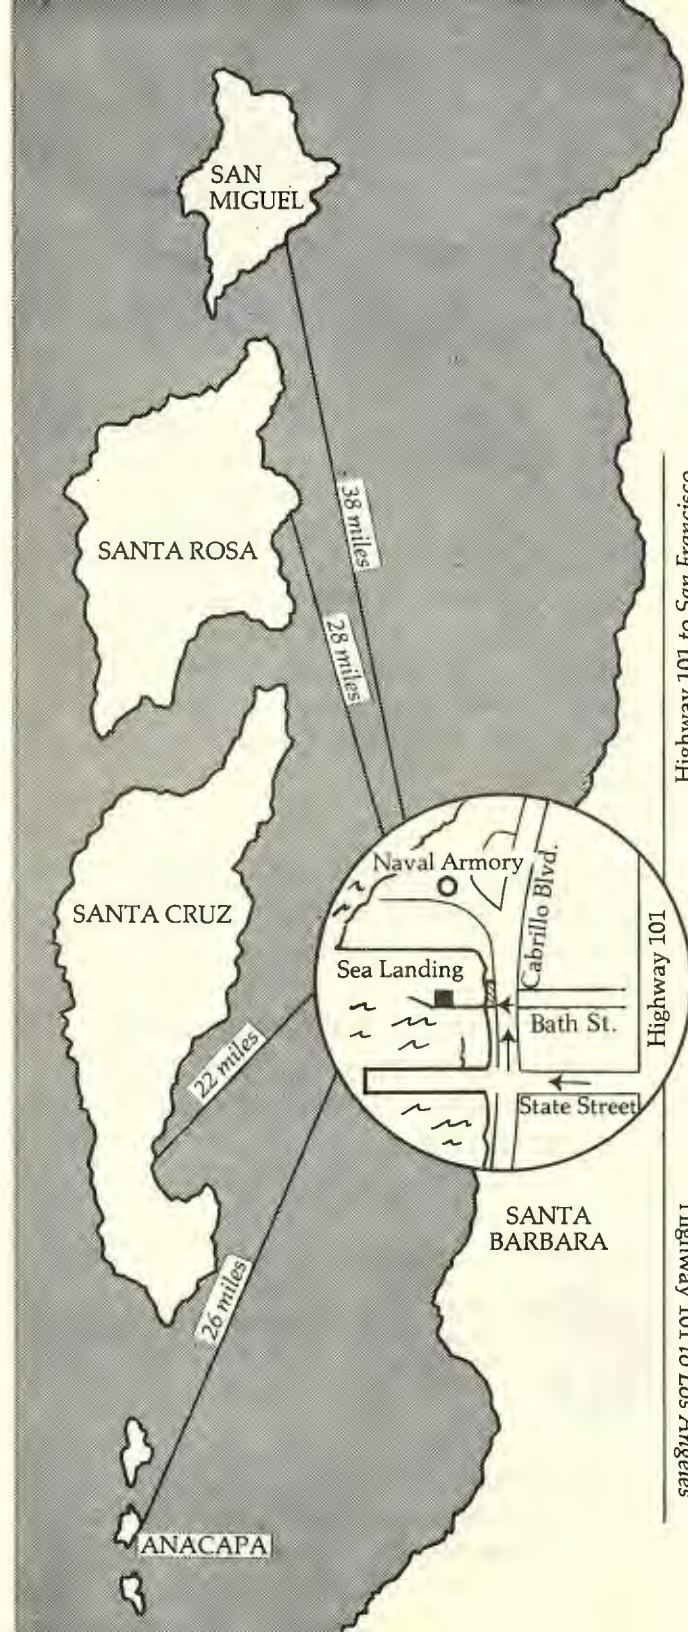 SAN
MIGUEL
38 miles
SANTA ROSA
28 miles
Highway 101 to San Francisco
Naval Armory
Cabrillo Blvd.
SANTA CRUZ
Sea Landing
Highway 101
Bath St.
22 miles
State Street
SANTA
BARBARA
26 miles
Highway 101 to Los Angeles
ANACAPA